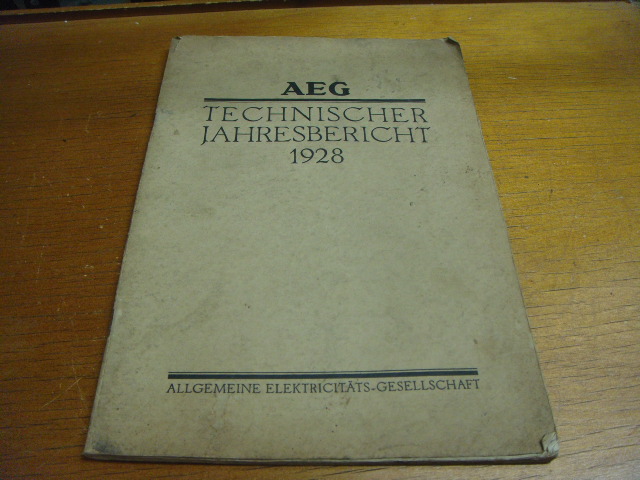 AEG
TECHNISCHER
JAHRESBERICHT
1928
ALLGEMEINE ELEKTRICITÄTS-GESELLSCHAFT